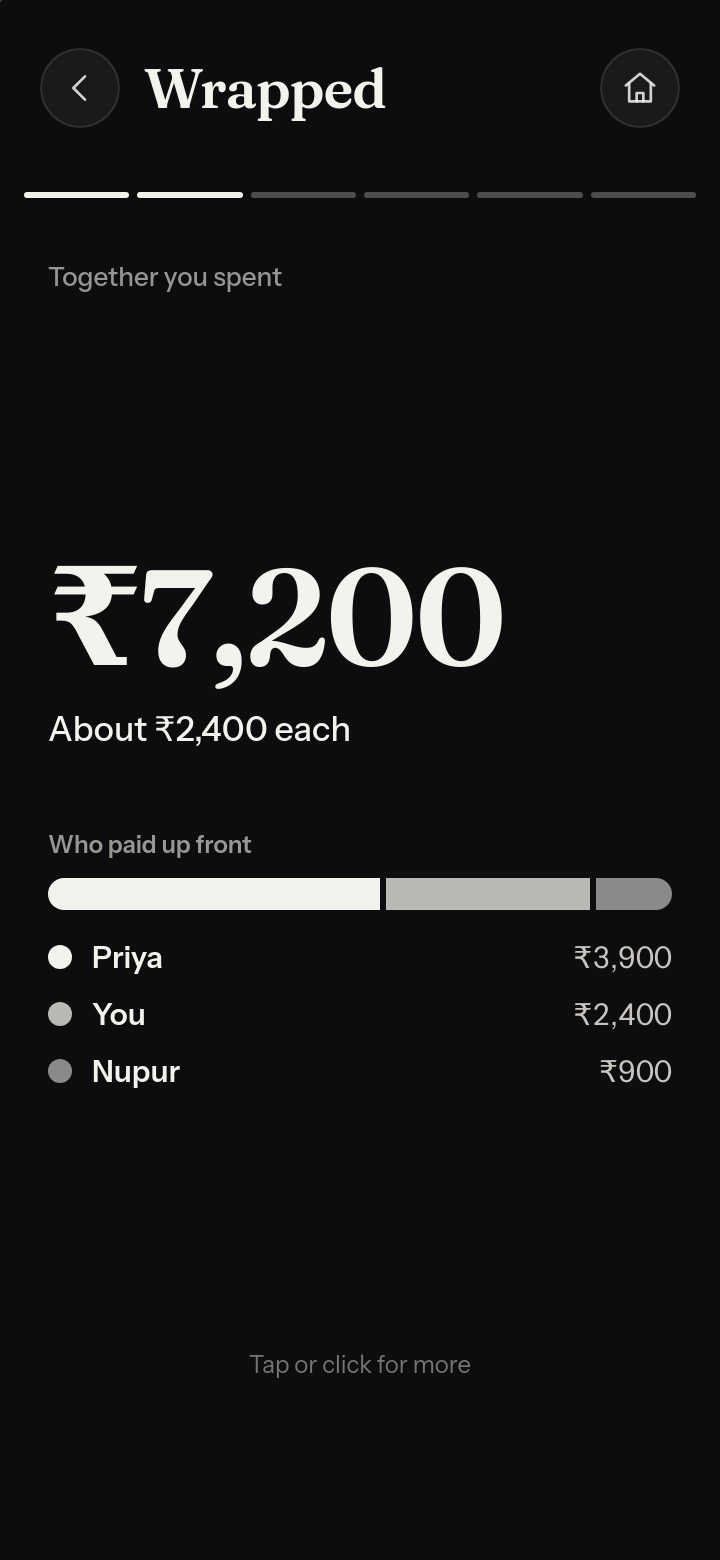 Wrapped
Together you spent
₹7,200
About ₹2,400 each
Who paid up front
Priya ₹3,900
You ₹2,400
Nupur ₹900
Tap or click for more